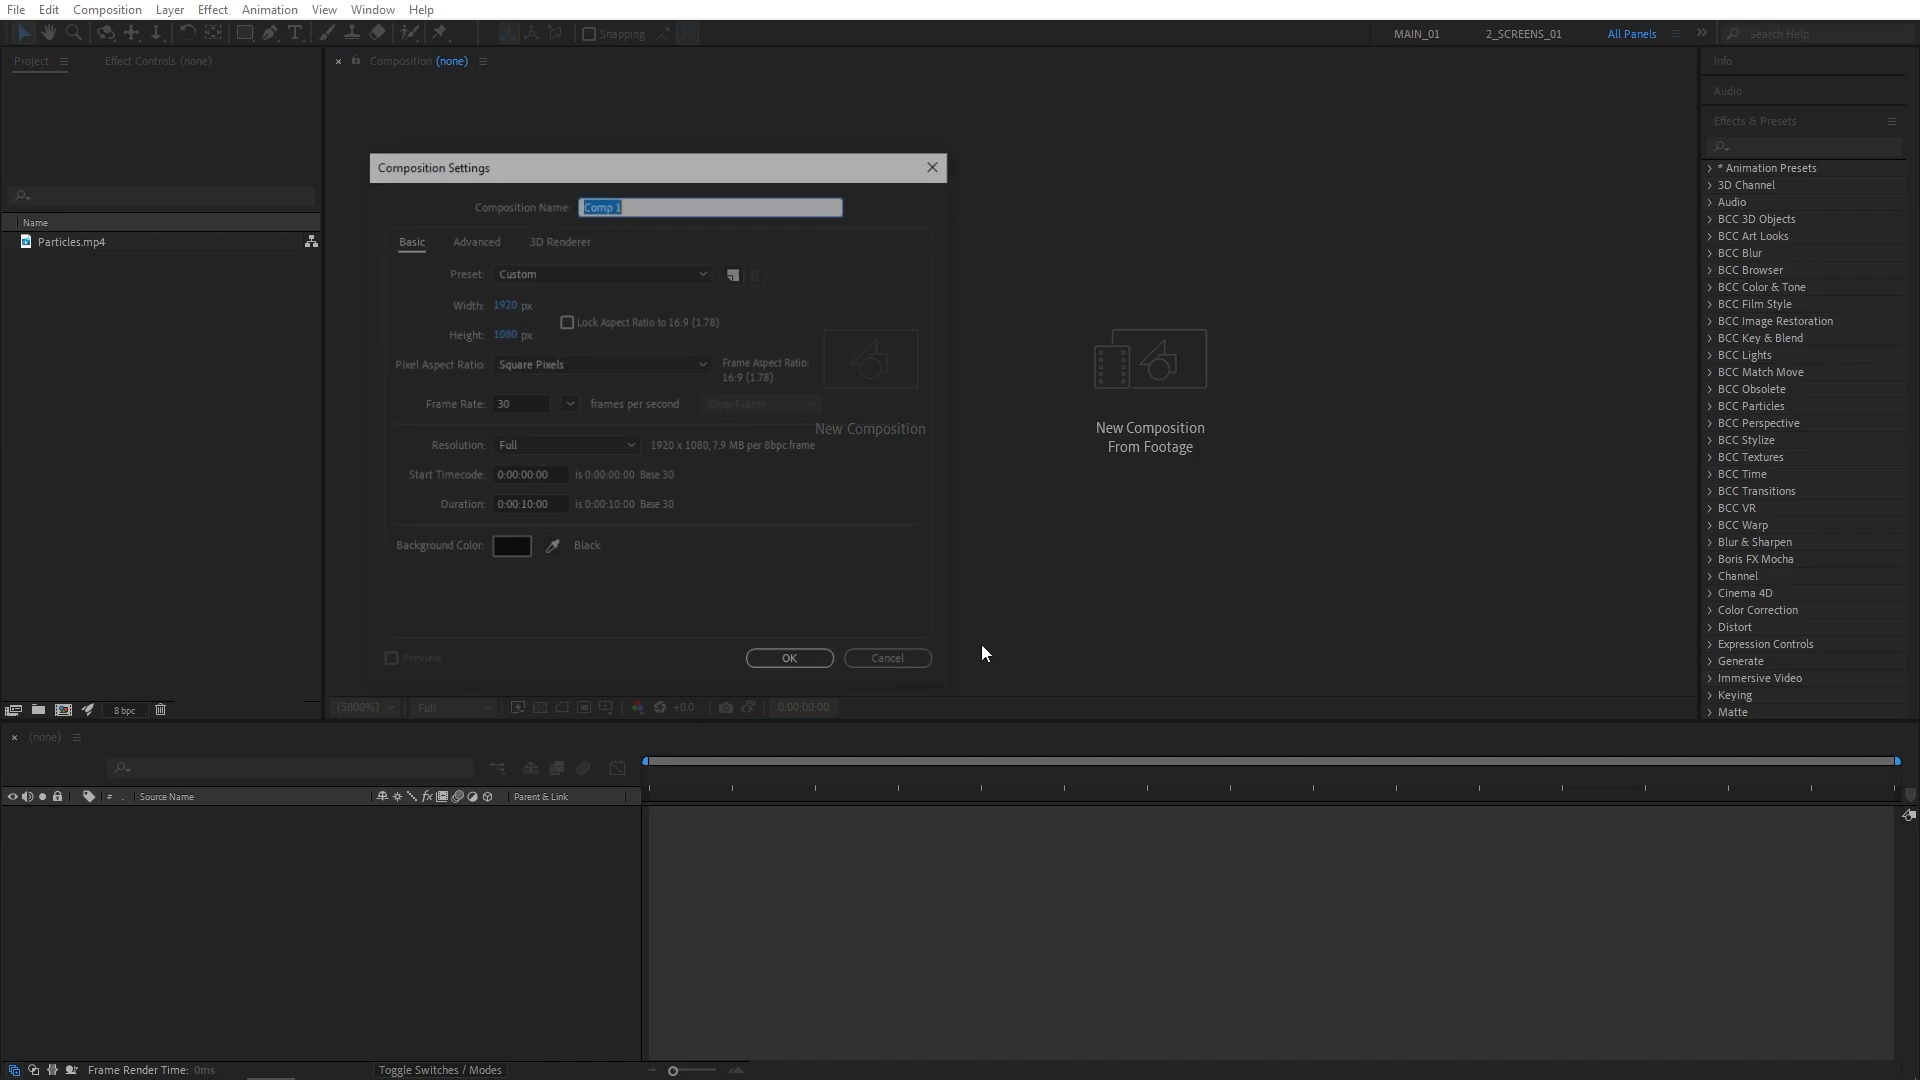 File Edit Composition Layer Effect Animation View Window Help
Snapping MAIN_01 2_SCREENS_01 All Panels Search Help
Project Effect Controls (none) Composition (none) Info
Audio
Effects & Presets
Composition Settings
Composition Name: Comp 1
Basic Advanced 3D Renderer
Preset: Custom
Width: 1920 px
Lock Aspect Ratio to 16:9 (1.78)
Height: 1080 px
Pixel Aspect Ratio: Square Pixels Frame Aspect Ratio:
16:9 (1.78)
Frame Rate: 30 frames per second Drop Frame
Resolution: Full 1920 x 1080, 7.9 MB per 8bpc frame
Start Timecode: 0:00:00:00 is 0:00:00:00 Base 30
Duration: 0:00:10:00 is 0:00:10:00 Base 30
Background Color: Black
Preview OK Cancel
Name
Particles.mp4
8 bpc
New Composition
New Composition
From Footage
(5800%) Full +0.0 0:00:00:00
* Animation Presets
3D Channel
Audio
BCC 3D Objects
BCC Art Looks
BCC Blur
BCC Browser
BCC Color & Tone
BCC Film Style
BCC Image Restoration
BCC Key & Blend
BCC Lights
BCC Match Move
BCC Obsolete
BCC Particles
BCC Perspective
BCC Stylize
BCC Textures
BCC Time
BCC Transitions
BCC VR
BCC Warp
Blur & Sharpen
Boris FX Mocha
Channel
Cinema 4D
Color Correction
Distort
Expression Controls
Generate
Immersive Video
Keying
Matte
(none)
# . Source Name fx Parent & Link
Frame Render Time: 0ms Toggle Switches / Modes